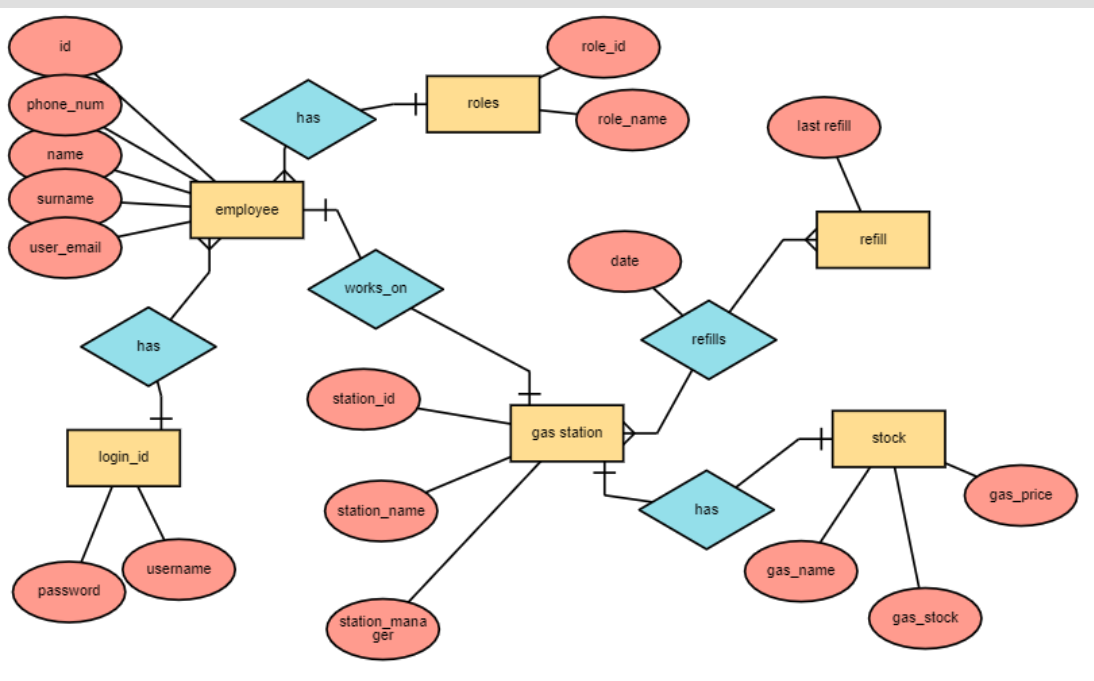 id
role_id
phone_num
has
roles
role_name
last refill
name
surname
employee
user_email
refill
date
works_on
has
refills
station_id
gas station
stock
login_id
gas_price
station_name
has
username
gas_name
password
gas_stock
station_mana
ger